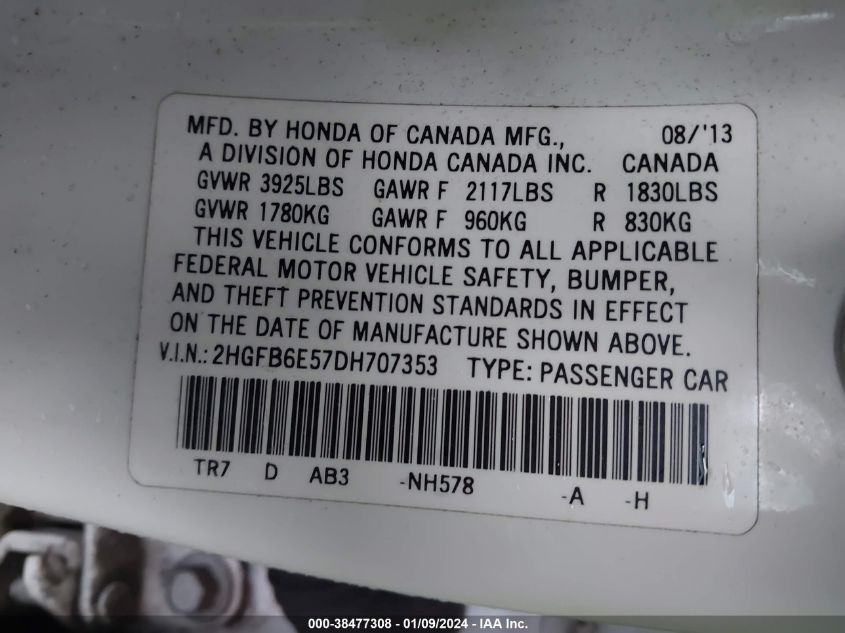 MFD. BY HONDA OF CANADA MFG., 08/'13
A DIVISION OF HONDA CANADA INC. CANADA
GVWR 3925LBS GAWR F 2117LBS R 1830LBS
GVWR 1780KG GAWR F 960KG R 830KG
THIS VEHICLE CONFORMS TO ALL APPLICABLE
FEDERAL MOTOR VEHICLE SAFETY, BUMPER,
AND THEFT PREVENTION STANDARDS IN EFFECT
ON THE DATE OF MANUFACTURE SHOWN ABOVE.
V.I.N.: 2HGFB6E57DH707353 TYPE: PASSENGER CAR
TR7 D AB3 -NH578 -A -H
000-38477308 - 01/09/2024 - IAA Inc.